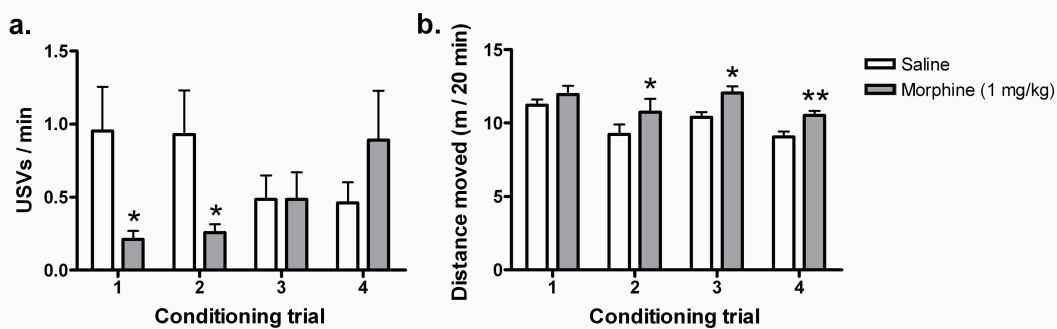 a.
USVs / min
1.5
1.0
0.5
0.0
*
*
1 2 3 4
Conditioning trial
b.
Distance moved (m / 20 min)
15
10
5
0
*
*
**
1 2 3 4
Conditioning trial
Saline
Morphine (1 mg/kg)